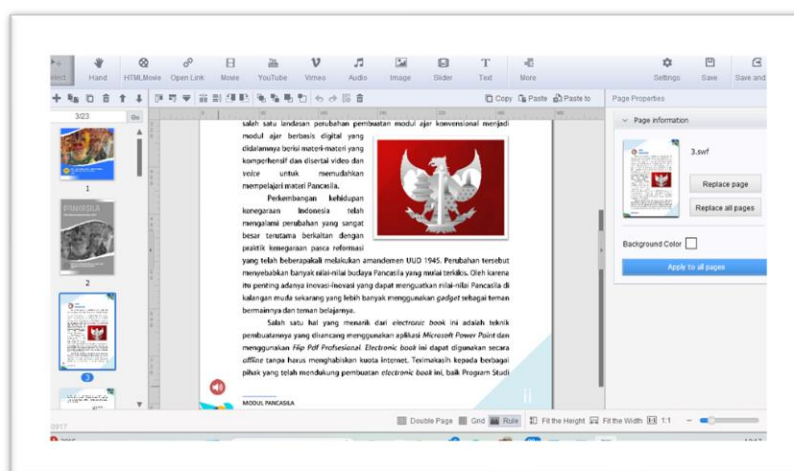 Hand HTMLMovie Open Link Movie YouTube Vimeo Audio Image Slider Text More Settings Save Save and
Copy Paste Paste to Page Properties
3/23 Go
Page Information
3.swf
Replace page
Replace all pages
Background Color
Apply to all pages
1
PANCASILA
2
3
salah satu landasan perubahan pembuatan modul ajar konvensional menjadi
modul ajar berbasis digital yang
didalamnya berisi materi-materi yang
komperhensif dan disertai video dan
voice untuk memudahkan
mempelajari materi Pancasila.
Perkembangan kehidupan
kenegaraan Indonesia telah
mengalami perubahan yang sangat
besar terutama berkaitan dengan
praktik kenegaraan pasca reformasi
yang telah beberapakali melakukan amandemen UUD 1945. Perubahan tersebut
menyebabkan banyak nilai-nilai budaya Pancasila yang mulai terkikis. Oleh karena
itu penting adanya inovasi-inovasi yang dapat menguatkan nilai-nilai Pancasila di
kalangan muda sekarang yang lebih banyak menggunakan gadget sebagai teman
bermainnya dan teman belajarnya.
Salah satu hal yang menarik dari electronic book ini adalah teknik
pembuatannya yang dirancang menggunakan aplikasi Microsoft Power Point dan
menggunakan Flip Pdf Profsesional. Electronic book ini dapat digunakan secara
offline tanpa harus menghabiskan kuota internet. Terimakasih kepada berbagai
pihak yang telah mendukung pembuatan electronic book ini, baik Program Studi
MODUL PANCASILA
ii
Double Page Grid Rule Fit the Height Fit the Width 1:1